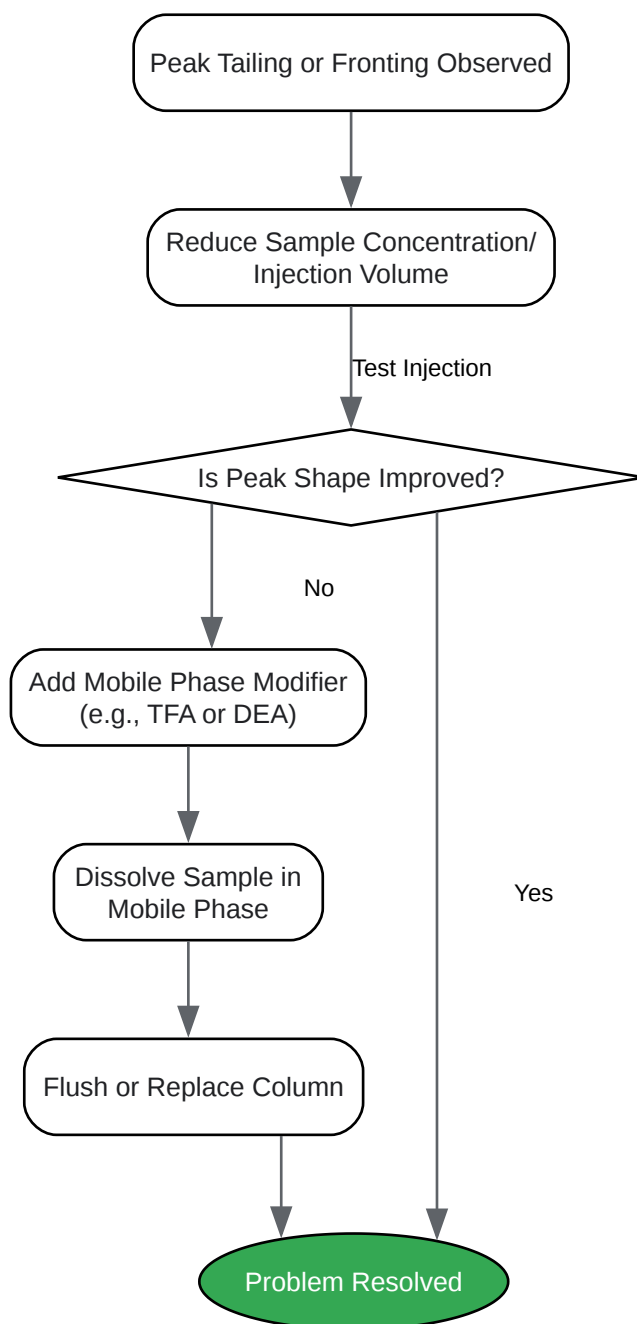 Peak Tailing or Fronting Observed
Reduce Sample Concentration/
Injection Volume
Test Injection
Is Peak Shape Improved?
No
Add Mobile Phase Modifier
(e.g., TFA or DEA)
Dissolve Sample in
Mobile Phase
Yes
Flush or Replace Column
Problem Resolved